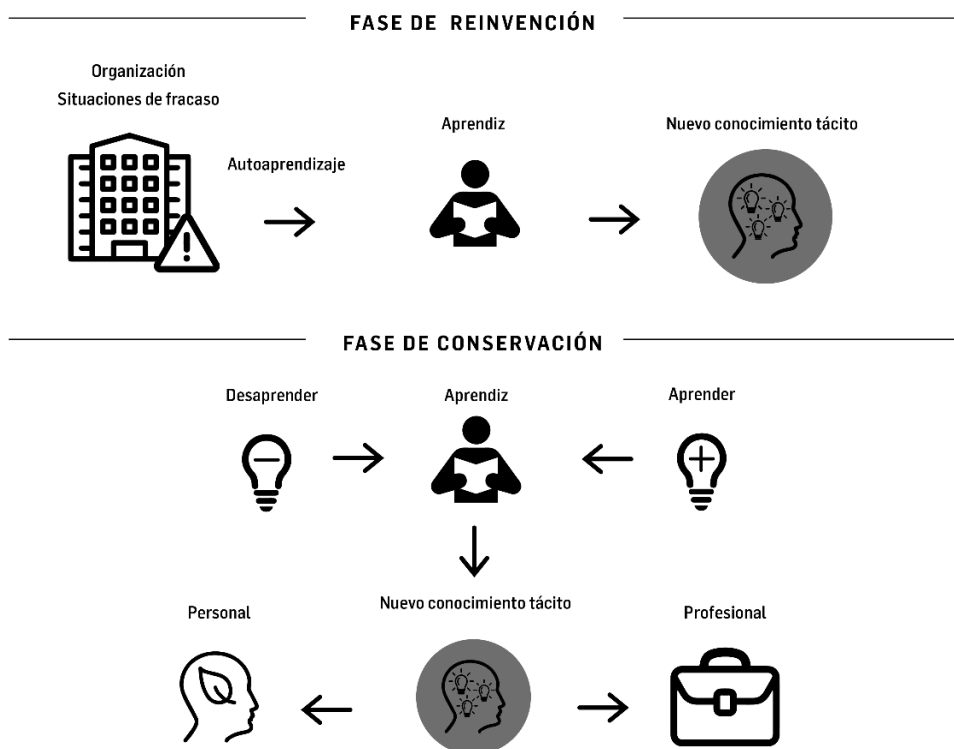 FASE DE REINVENCIÓN
Organización
Situaciones de fracaso
Autoaprendizaje
Aprendiz
Nuevo conocimiento tácito
FASE DE CONSERVACIÓN
Desaprender
Aprendiz
Aprender
Personal
Nuevo conocimiento tácito
Profesional